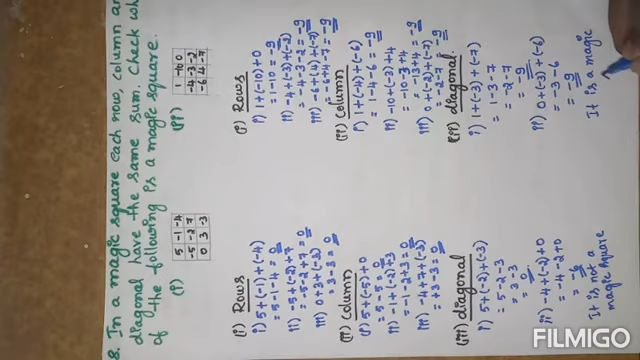 8. In a magic square each row, column an
diagonal have the same sum. Check wh
of the following is a magic square.
(i)
5 -1 -4
-5 -2 7
0 3 -3
(i) Rows
i) 5+(-1)+(-4)
= 5-1-4 = 0
ii) -5+(-2)+7
= -5-2+7 = 0
iii) 0+3+(-3)
= 3-3 = 0
(ii) column
i) 5+(-5)+0
= 5-5 = 0
ii) -1+(-2)+3
= -1-2+3 = 0
iii) -4+7+(-3)
= +3-3 = 0
(iii) diagonal
i) 5+(-2)+(-3)
= 5-2-3
= 3-3
= 0
ii) -4+(-2)+0
= -4-2+0
= -6
It is not a
magic square
(ii)
1 -10 0
-4 -3 -2
-6 4 -7
(i) Rows
i) 1+(-10)+0
= 1-10 = -9
ii) -4+(-3)+(-2)
= -4-3-2 = -9
iii) -6+(4)+(-7)
= -6+4-7 = -9
(ii) column
i) 1+(-4)+(-6)
= 1-4-6 = -9
ii) -10+(-3)+4
= -10-3+4
= -13+4 = -9
iii) 0+(-2)+(-7)
= -2-7 = -9
(iii) diagonal.
i) 1+(-3)+(-7)
= 1-3-7
= -2-7
= -9
ii) 0+(-3)+(-6)
= -3-6
= -9
It is a magic
FILMIGO